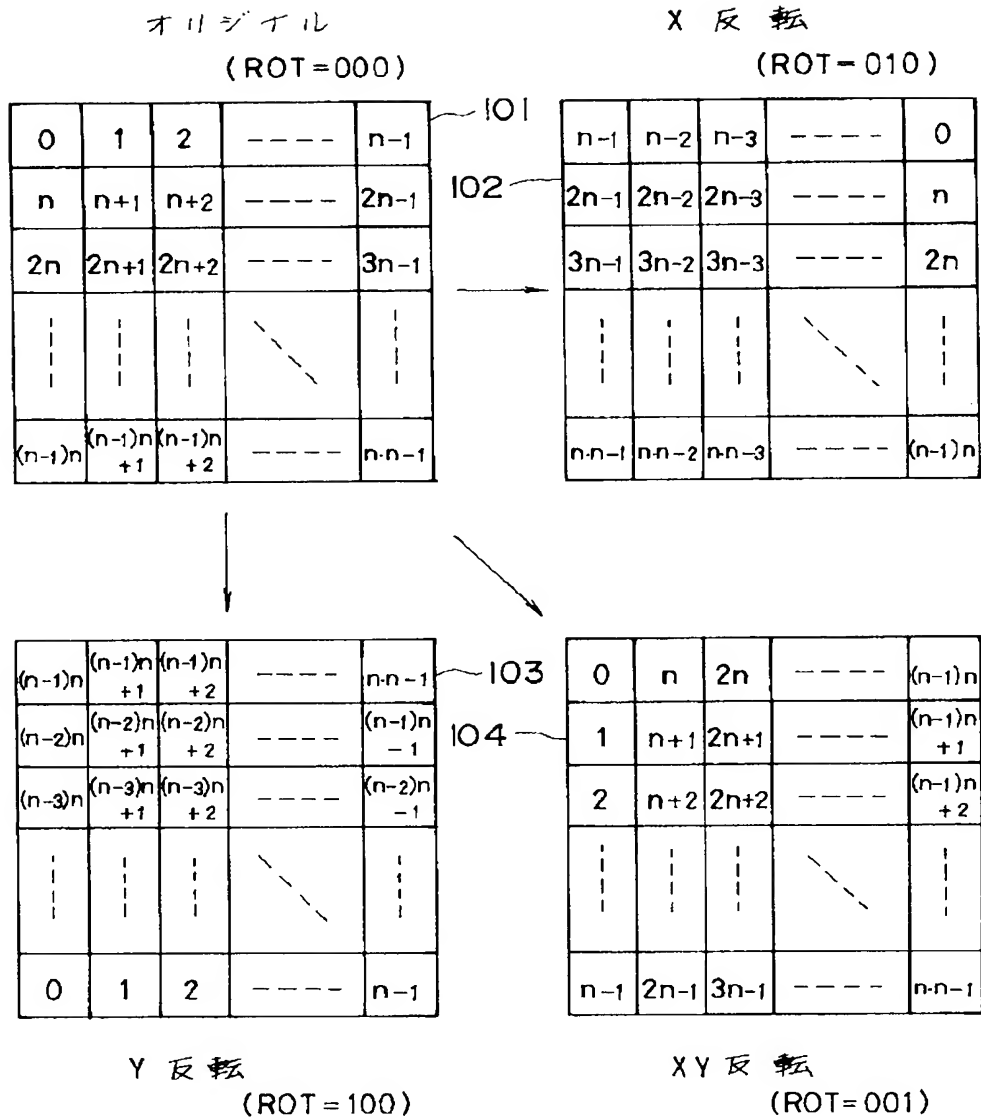 オリジイル
(ROT=000)
0 1 2 ---- n-1
n n+1 n+2 ---- 2n-1
2n 2n+1 2n+2 ---- 3n-1
(n-1)n (n-1)n+1 (n-1)n+2 ---- n·n-1
101
X 反転
(ROT=010)
n-1 n-2 n-3 ---- 0
2n-1 2n-2 2n-3 ---- n
3n-1 3n-2 3n-3 ---- 2n
n·n-1 n·n-2 n·n-3 ---- (n-1)n
102
(n-1)n (n-1)n+1 (n-1)n+2 ---- n·n-1
(n-2)n (n-2)n+1 (n-2)n+2 ---- (n-1)n-1
(n-3)n (n-3)n+1 (n-3)n+2 ---- (n-2)n-1
0 1 2 ---- n-1
103
Y 反転
(ROT=100)
0 n 2n ---- (n-1)n
1 n+1 2n+1 ---- (n-1)n+1
2 n+2 2n+2 ---- (n-1)n+2
n-1 2n-1 3n-1 ---- n·n-1
104
XY 反転
(ROT=001)